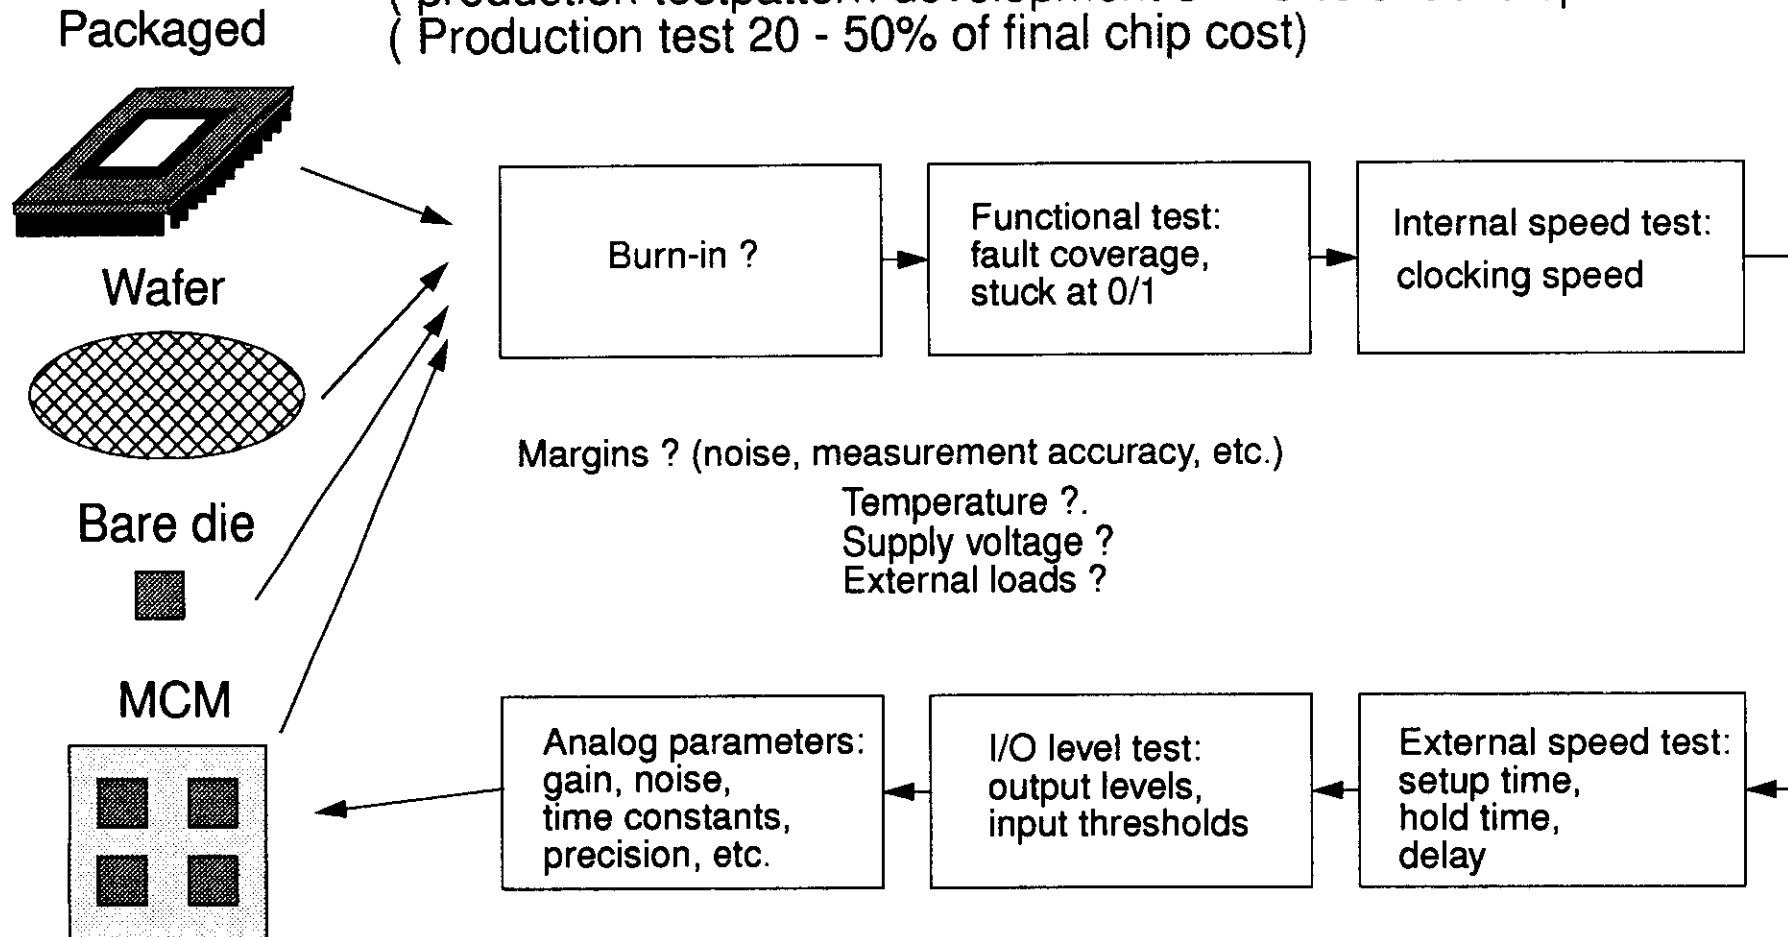 ( production testpattern development
Packaged
( Production test 20 - 50% of final chip cost)
Burn-in ?
Functional test:
fault coverage,
stuck at 0/1
Internal speed test:
clocking speed
Wafer
Margins ? (noise, measurement accuracy, etc.)
Temperature ?.
Supply voltage ?
External loads ?
Bare die
MCM
Analog parameters:
gain, noise,
time constants,
precision, etc.
I/O level test:
output levels,
input thresholds
External speed test:
setup time,
hold time,
delay